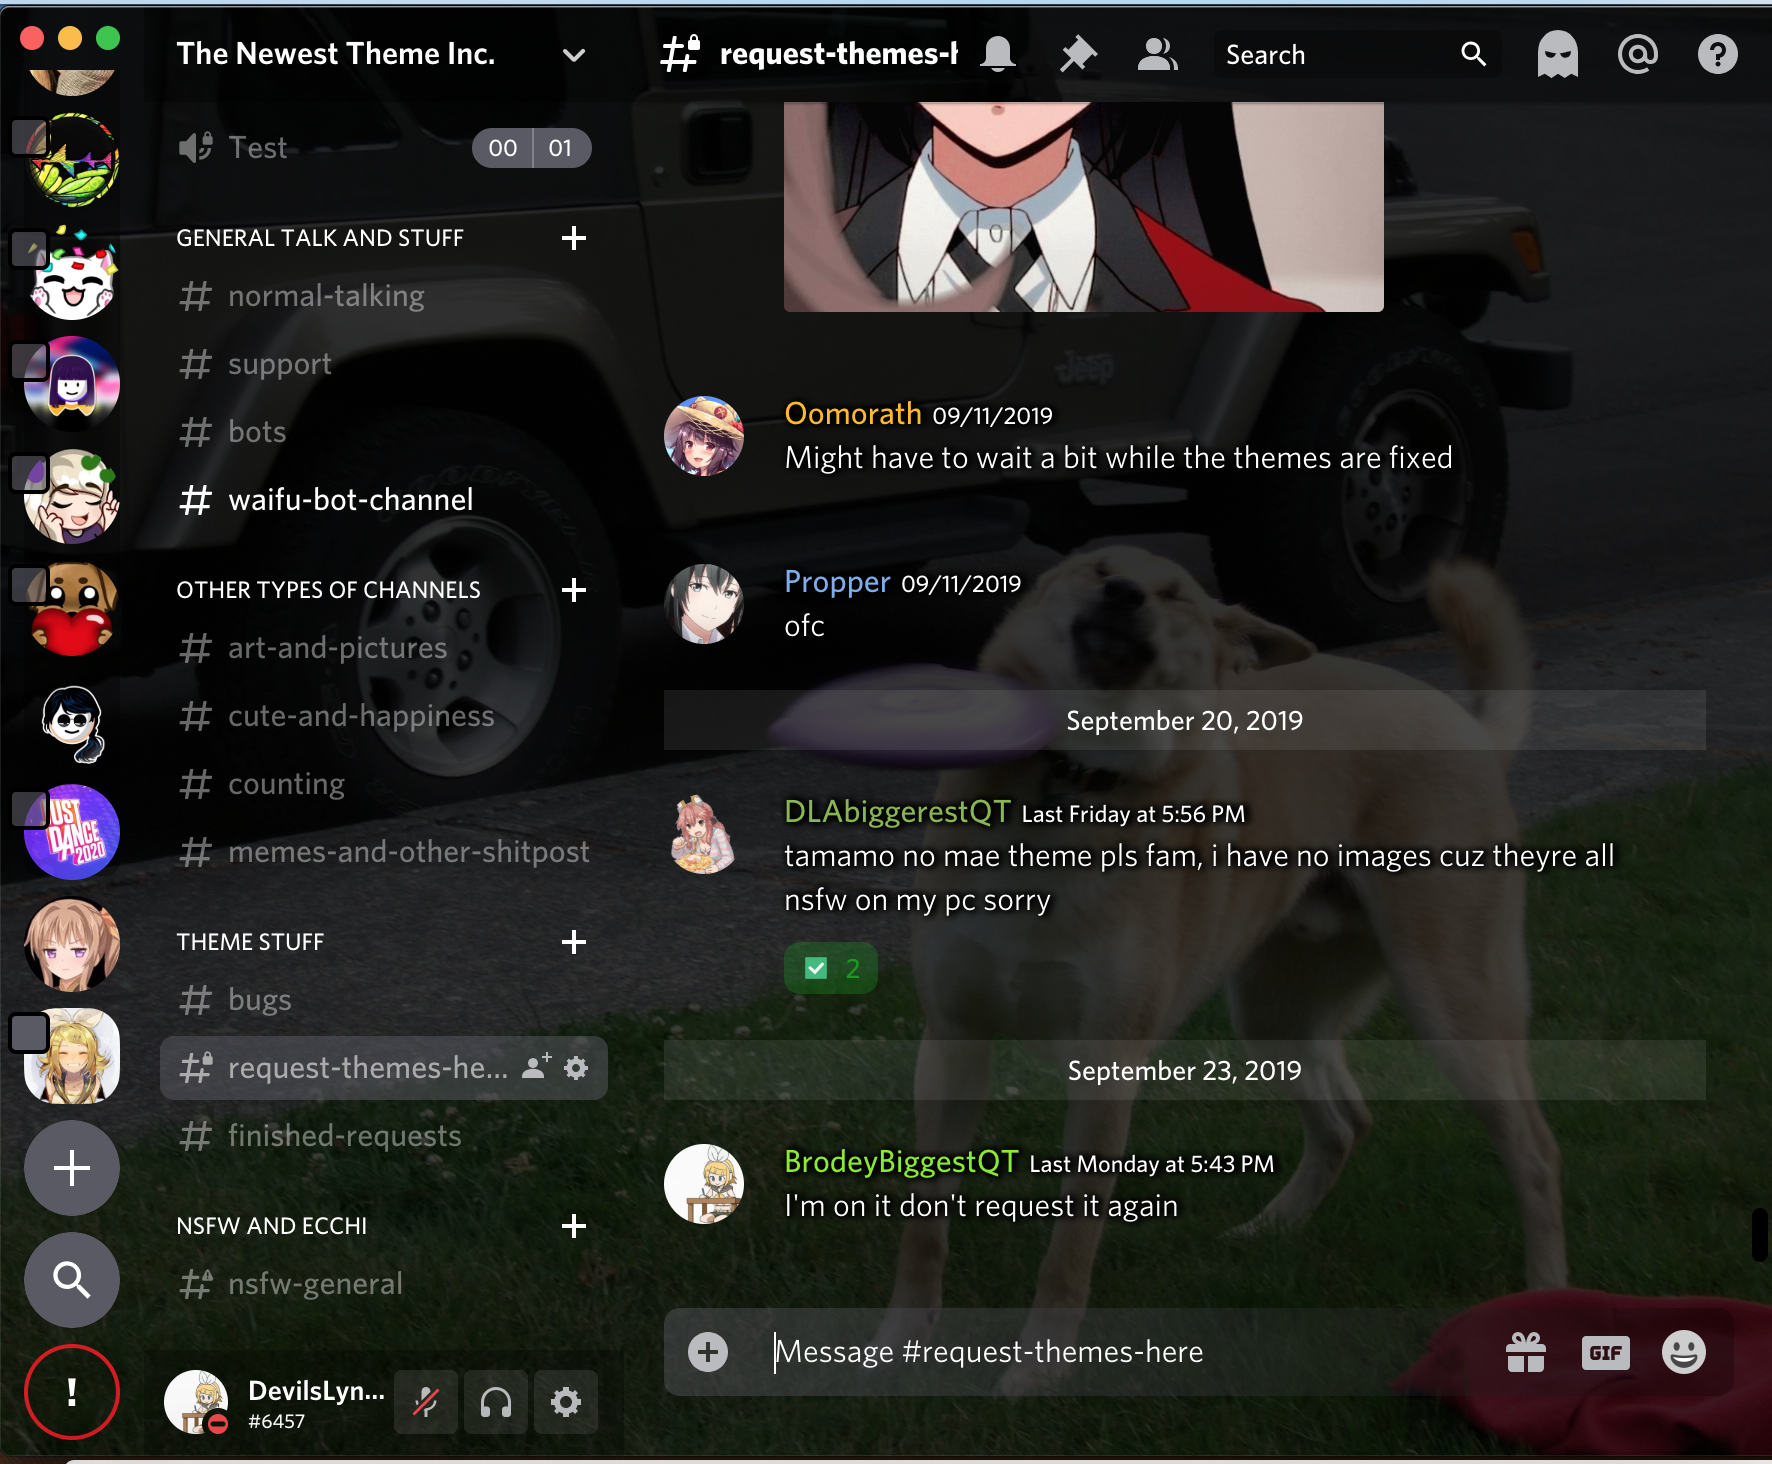 The Newest Theme Inc.
request-themes-h
Search
Test
00 01
GENERAL TALK AND STUFF
normal-talking
support
bots
waifu-bot-channel
OTHER TYPES OF CHANNELS
art-and-pictures
cute-and-happiness
counting
memes-and-other-shitpost
THEME STUFF
bugs
request-themes-he...
finished-requests
NSFW AND ECCHI
nsfw-general
DevilsLyn...
#6457
JUST
DANCE
2020
Jeep
Oomorath 09/11/2019
Might have to wait a bit while the themes are fixed
Propper 09/11/2019
ofc
September 20, 2019
DLAbiggerestQT Last Friday at 5:56 PM
tamamo no mae theme pls fam, i have no images cuz theyre all
nsfw on my pc sorry
2
September 23, 2019
BrodeyBiggestQT Last Monday at 5:43 PM
I'm on it don't request it again
Message #request-themes-here
GIF